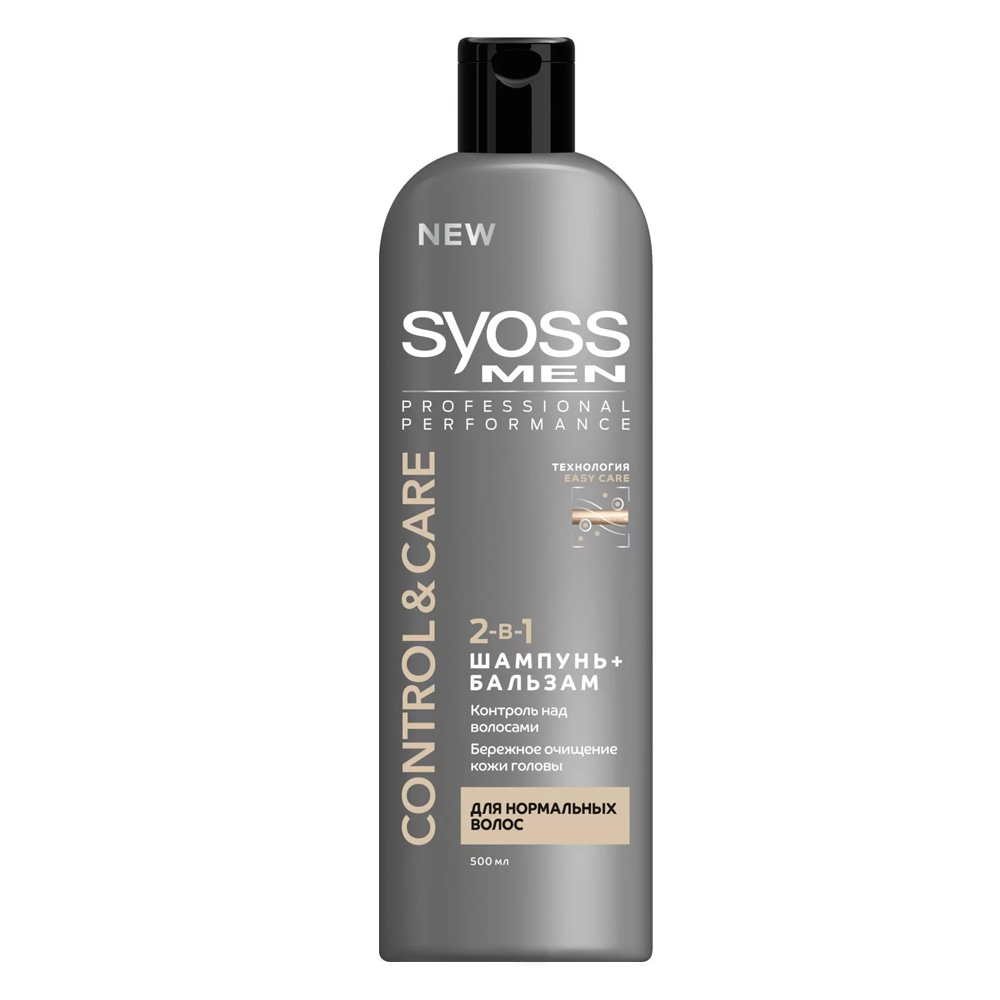 NEW
SYOSS
MEN
PROFESSIONAL
PERFORMANCE
CONTROL & CARE
ТЕХНОЛОГИЯ
EASY CARE
2-в-1
ШАМПУНЬ+
БАЛЬЗАМ
Контроль над
волосами
Бережное очищение
кожи головы
ДЛЯ НОРМАЛЬНЫХ
ВОЛОС
500 мл